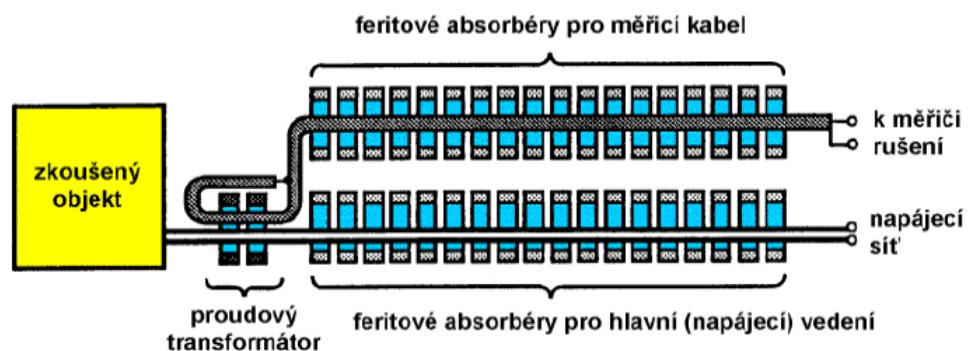 feritové absorbéry pro měřicí kabel
zkoušený
objekt
k měřiči
rušení
napájecí
síť
proudový
transformátor
feritové absorbéry pro hlavní (napájecí) vedení